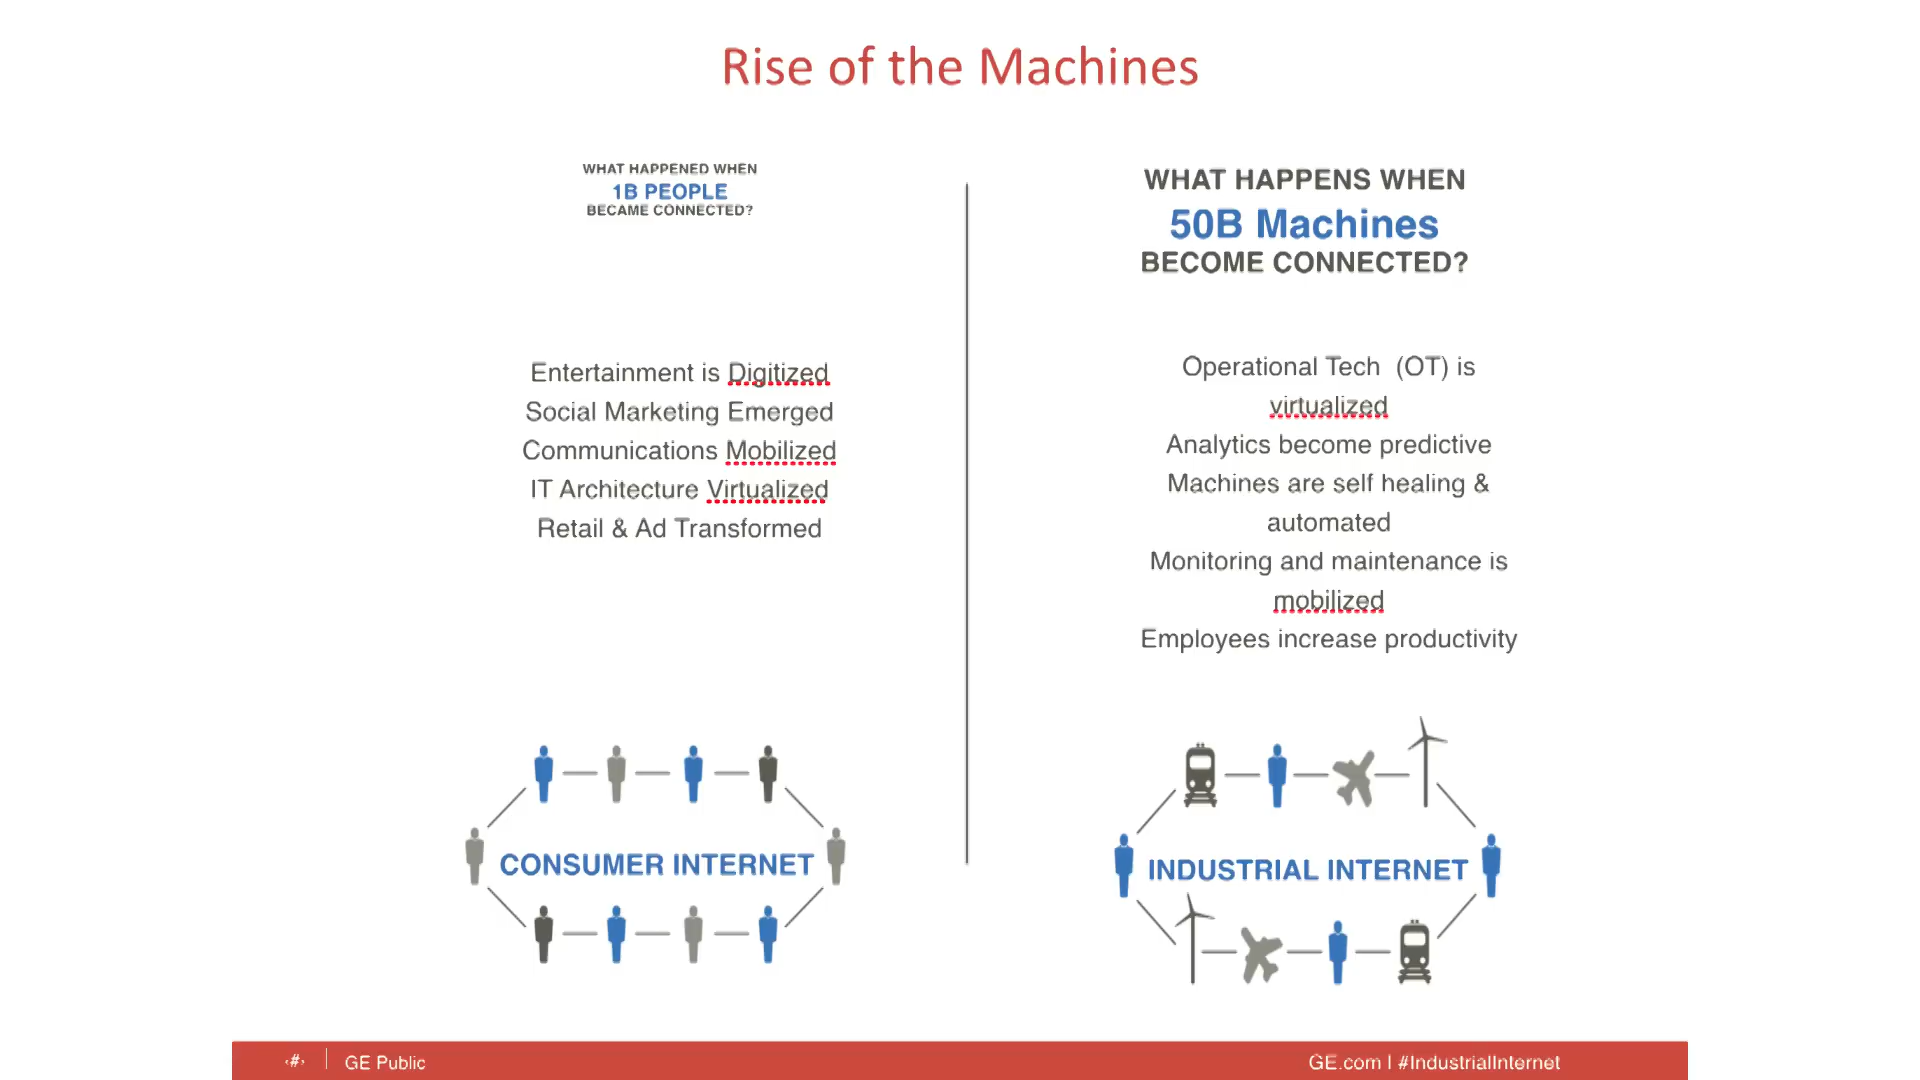 Rise of the Machines
WHAT HAPPENED WHEN
1B PEOPLE
BECAME CONNECTED?
Entertainment is Digitized
Social Marketing Emerged
Communications Mobilized
IT Architecture Virtualized
Retail & Ad Transformed
CONSUMER INTERNET
WHAT HAPPENS WHEN
50B Machines
BECOME CONNECTED?
Operational Tech (OT) is
virtualized
Analytics become predictive
Machines are self healing &
automated
Monitoring and maintenance is
mobilized
Employees increase productivity
INDUSTRIAL INTERNET
‹#›
GE Public
GE.com I #IndustrialInternet